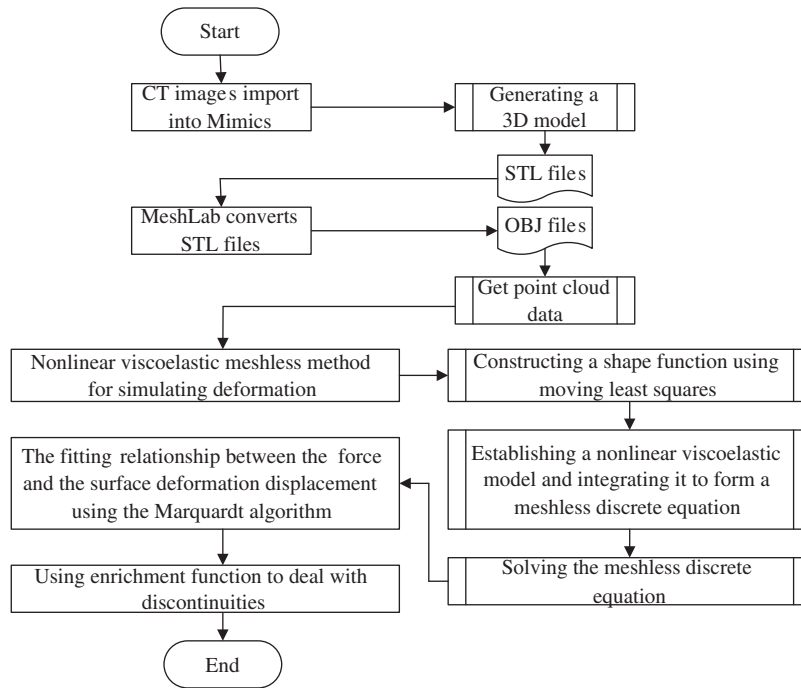 Start
CT images import
into Mimics
Generating a
3D model
STL files
MeshLab converts
STL files
OBJ files
Get point cloud
data
Nonlinear viscoelastic meshless method
for simulating deformation
Constructing a shape function using
moving least squares
Establishing a nonlinear viscoelastic
model and integrating it to form a
meshless discrete equation
Solving the meshless discrete
equation
The fitting relationship between the force
and the surface deformation displacement
using the Marquardt algorithm
Using enrichment function to deal with
discontinuities
End